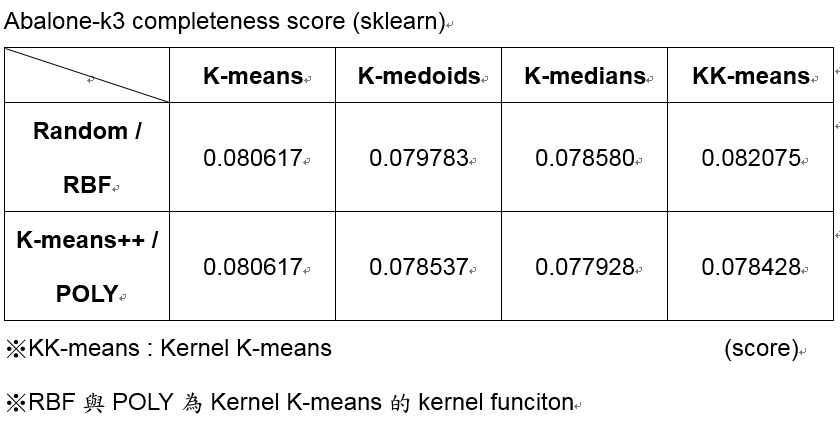 Abalone-k3 completeness score (sklearn)
K-means K-medoids K-medians KK-means
Random /
RBF
0.080617 0.079783 0.078580 0.082075
K-means++ /
POLY
0.080617 0.078537 0.077928 0.078428
※KK-means : Kernel K-means (score)
※RBF 與 POLY 為 Kernel K-means 的 kernel funciton